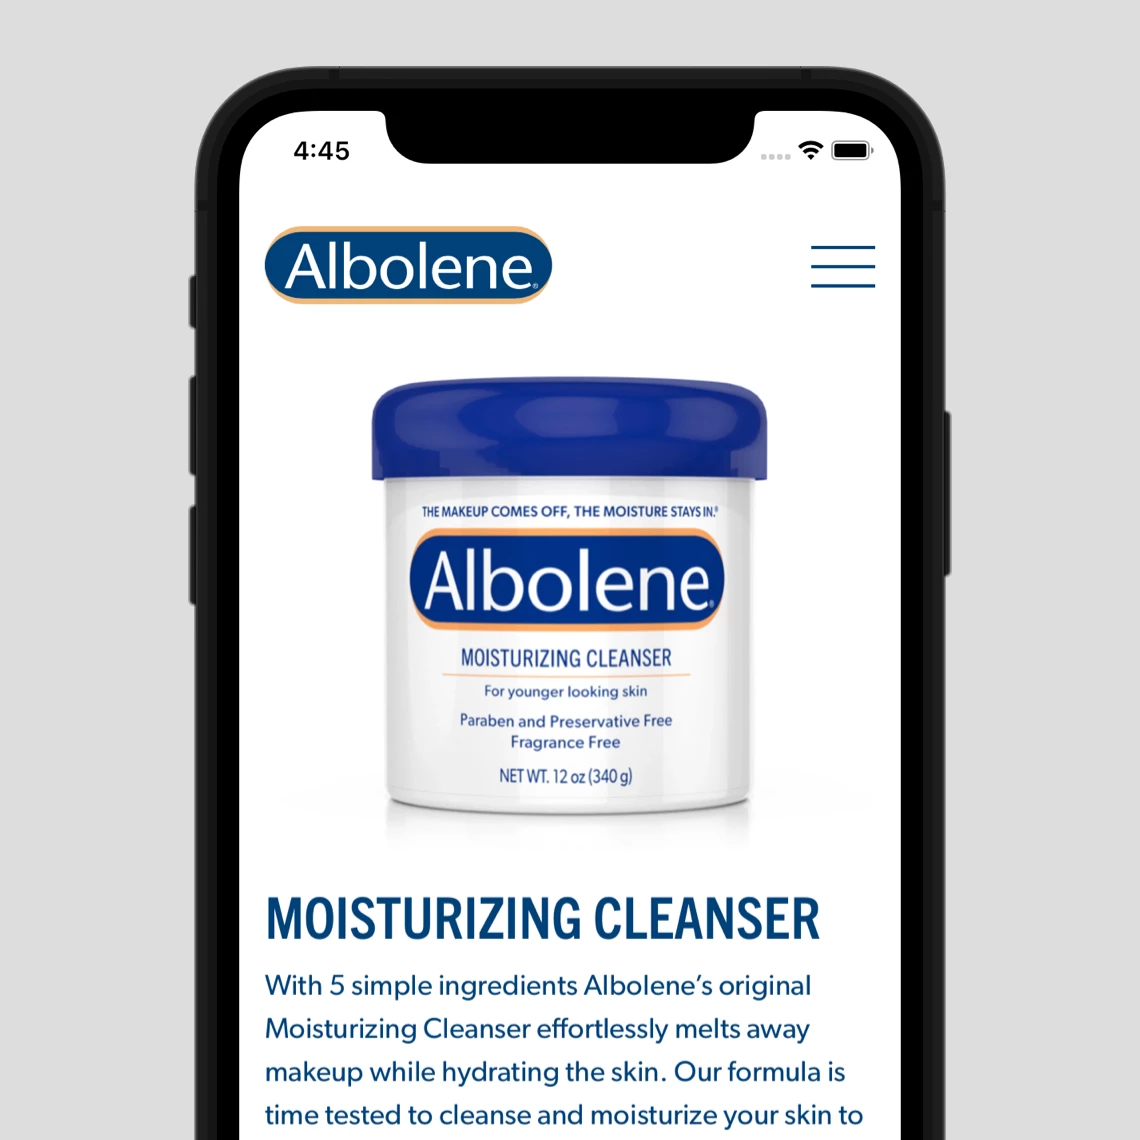 4:45
Albolene®
THE MAKEUP COMES OFF, THE MOISTURE STAYS IN.®
Albolene®
MOISTURIZING CLEANSER
For younger looking skin
Paraben and Preservative Free
Fragrance Free
NET WT. 12 oz (340 g)
MOISTURIZING CLEANSER
With 5 simple ingredients Albolene’s original
Moisturizing Cleanser effortlessly melts away
makeup while hydrating the skin. Our formula is
time tested to cleanse and moisturize your skin to